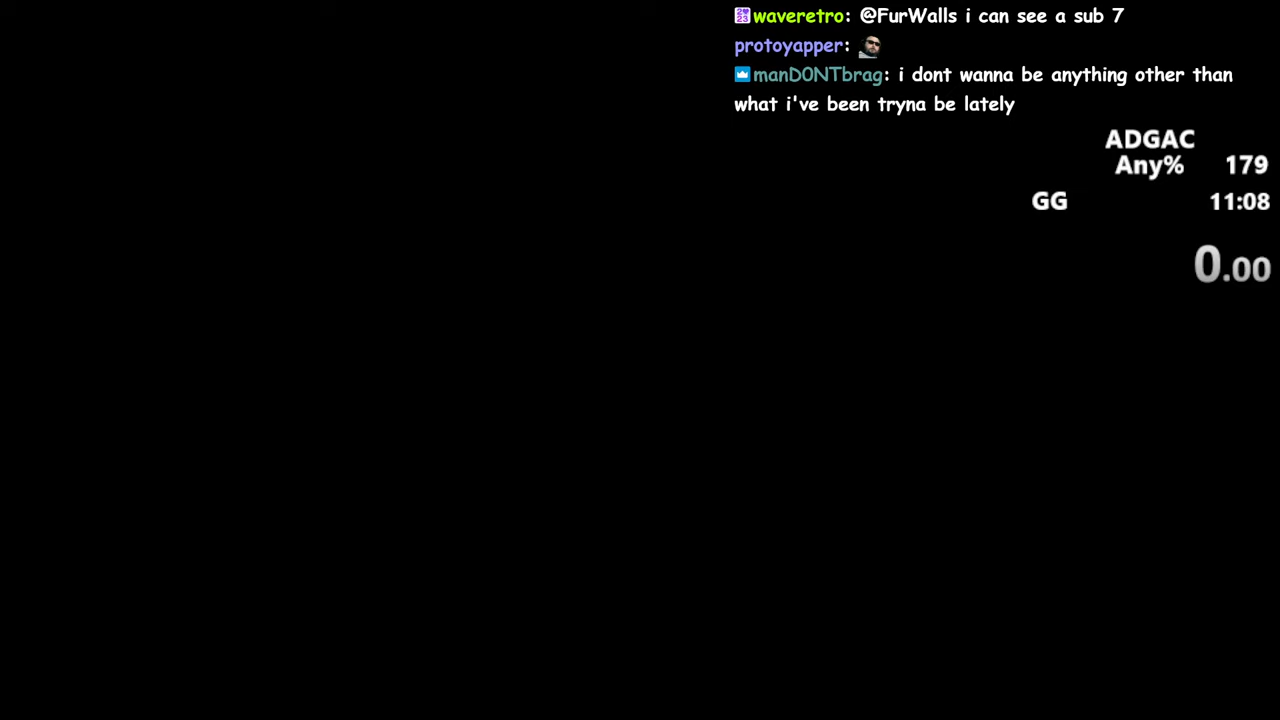 waveretro: @FurWalls i can see a sub 7
protoyapper:
manD0NTbrag: i dont wanna be anything other than
what i've been tryna be lately
ADGAC
Any% 179
GG 11:08
0.00